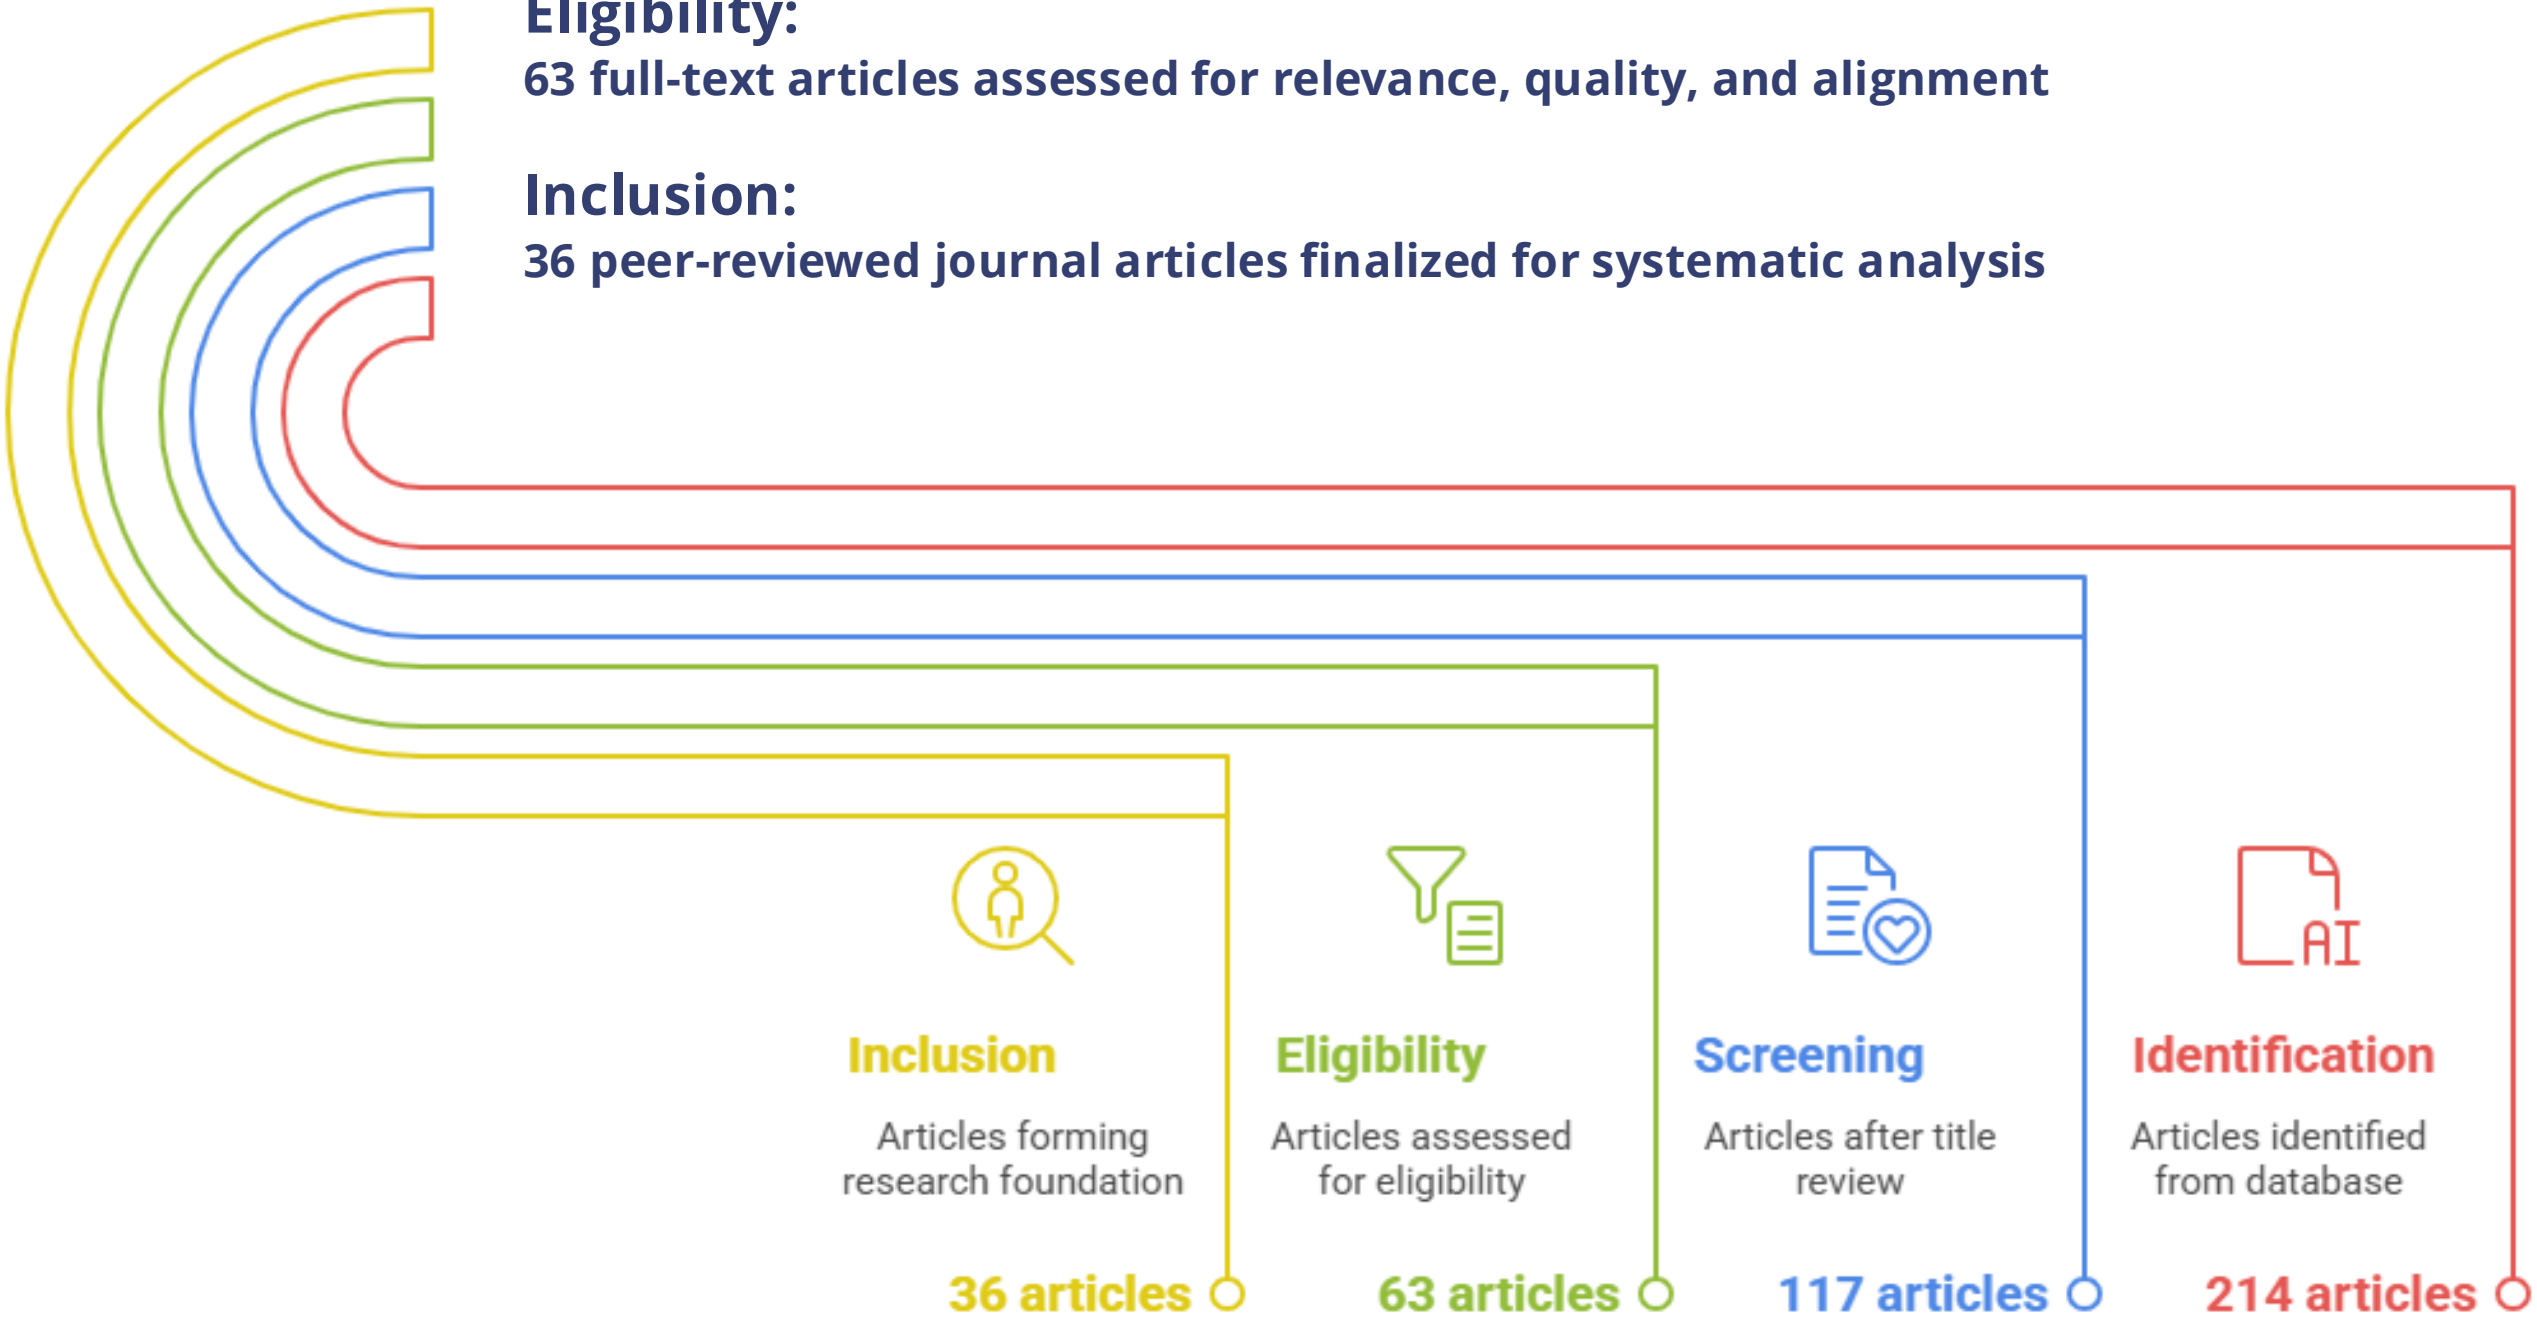 Eligibility:
63 full-text articles assessed for relevance, quality, and alignment
Inclusion:
36 peer-reviewed journal articles finalized for systematic analysis
AI
Inclusion
Articles forming
research foundation
36 articles
Eligibility
Articles assessed
for eligibility
63 articles
Screening
Articles after title
review
117 articles
Identification
Articles identified
from database
214 articles